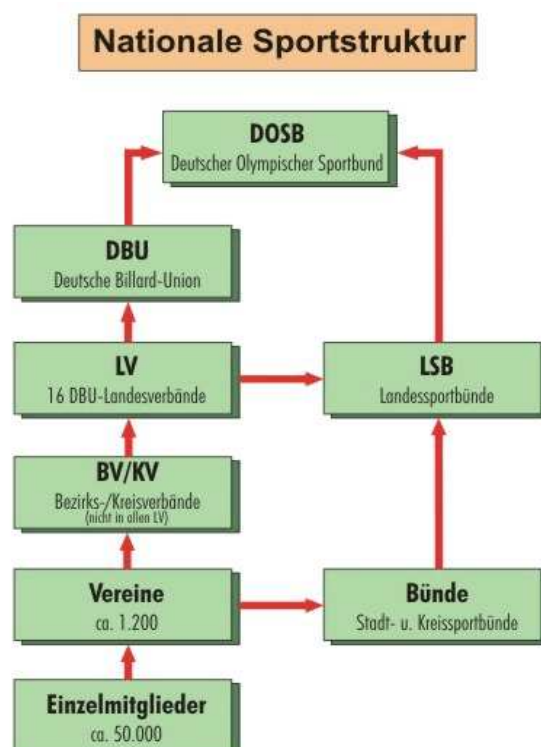 Nationale Sportstruktur
DOSB
Deutscher Olympischer Sportbund
DBU
Deutsche Billard-Union
LV
16 DBU-Landesverbände
LSB
Landessportbünde
BV/KV
Bezirks-/Kreisverbände
(nicht in allen LV)
Vereine
ca. 1.200
Bünde
Stadt- u. Kreissportbünde
Einzelmitglieder
ca. 50.000